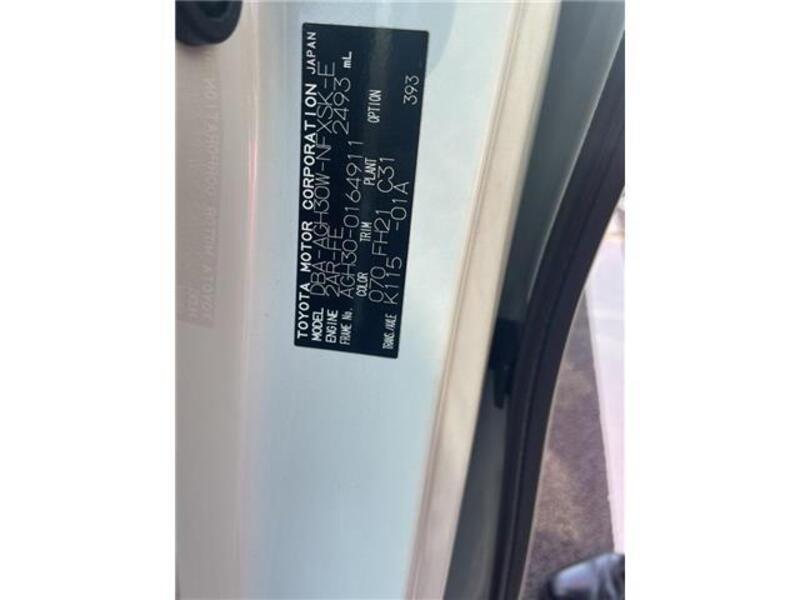 TOYOTA MOTOR CORPORATION JAPAN
MODEL DBA-AGH30W-NFXSK-E
ENGINE 2AR-FE 2493 mL
FRAME No. AGH30-0164911
COLOR TRIM PLANT OPTION
070 FH21 C31 393
TRANS./AXLE K115 -01A